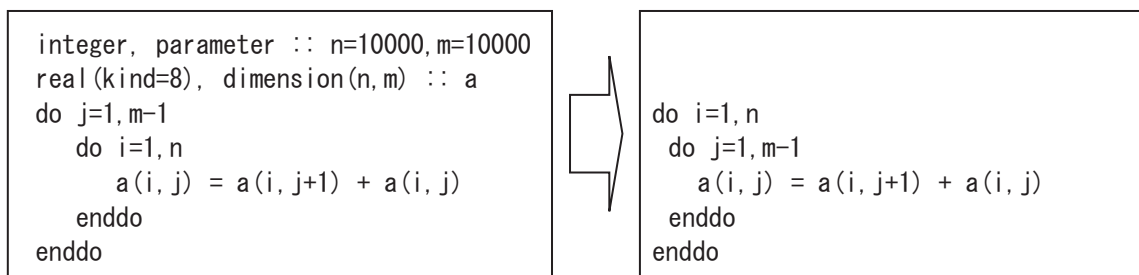 integer, parameter :: n=10000,m=10000
real(kind=8), dimension(n,m) :: a
do j=1,m-1
do i=1,n
a(i,j) = a(i,j+1) + a(i,j)
enddo
enddo
do i=1,n
do j=1,m-1
a(i,j) = a(i,j+1) + a(i,j)
enddo
enddo